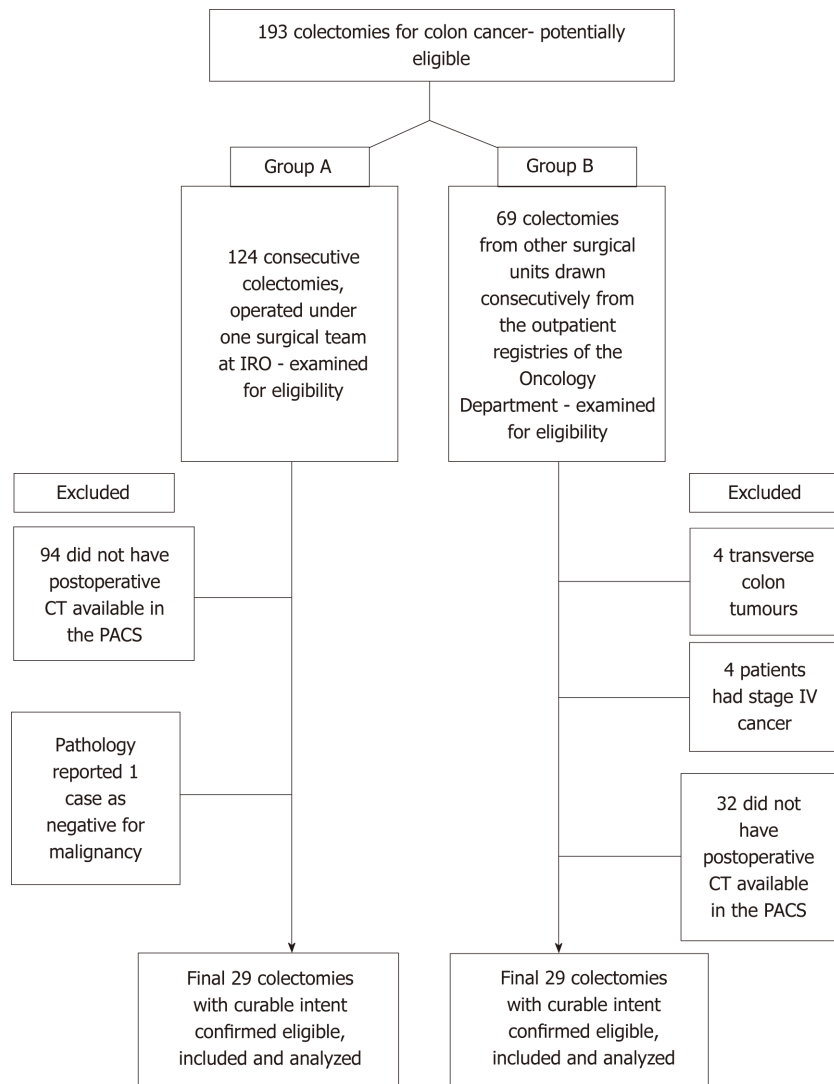 193 colectomies for colon cancer- potentially
eligible
Group A
Group B
124 consecutive
colectomies,
operated under
one surgical team
at IRO - examined
for eligibility
69 colectomies
from other surgical
units drawn
consecutively from
the outpatient
registries of the
Oncology
Department - examined
for eligibility
Excluded
94 did not have
postoperative
CT available in
the PACS
Pathology
reported 1
case as
negative for
malignancy
Excluded
4 transverse
colon
tumours
4 patients
had stage IV
cancer
32 did not
have
postoperative
CT available
in the PACS
Final 29 colectomies
with curable intent
confirmed eligible,
included and analyzed
Final 29 colectomies
with curable intent
confirmed eligible,
included and analyzed